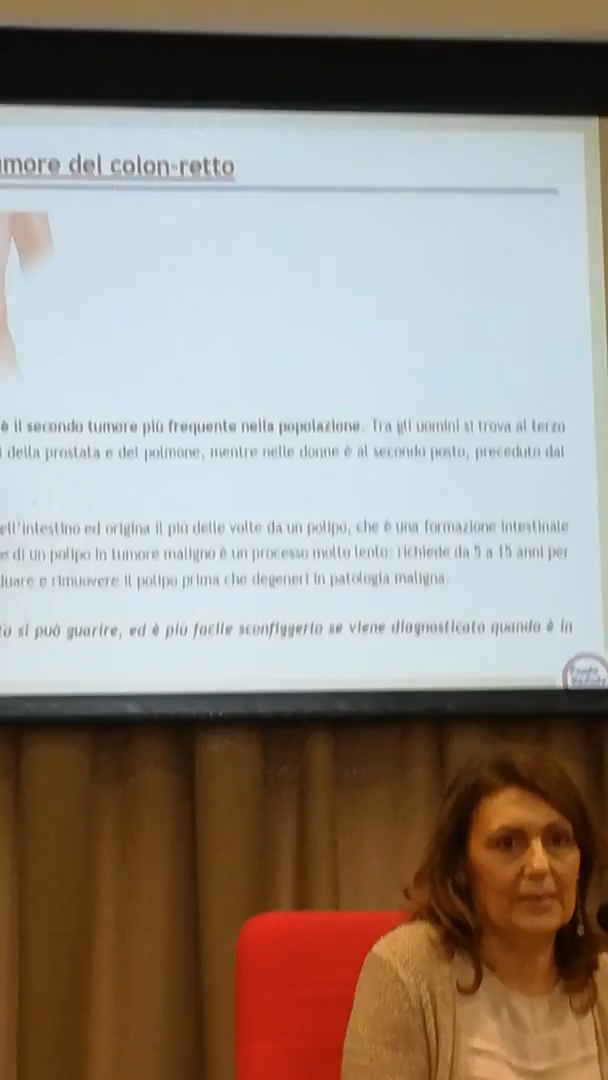 more del colon-retto
è il secondo tumore più frequente nella popolazione. Tra gli uomini si trova al terzo
i della prostata e del polmone, mentre nelle donne è al secondo posto, preceduto dal
ell'intestino ed origina il più delle volte da un polipo, che è una formazione intestinale
e di un polipo in tumore maligno è un processo molto lento: richiede da 5 a 15 anni per
duare e rimuovere il polipo prima che degeneri in patologia maligna.
to si può guarire, ed è più facile sconfiggerlo se viene diagnosticato quando è in